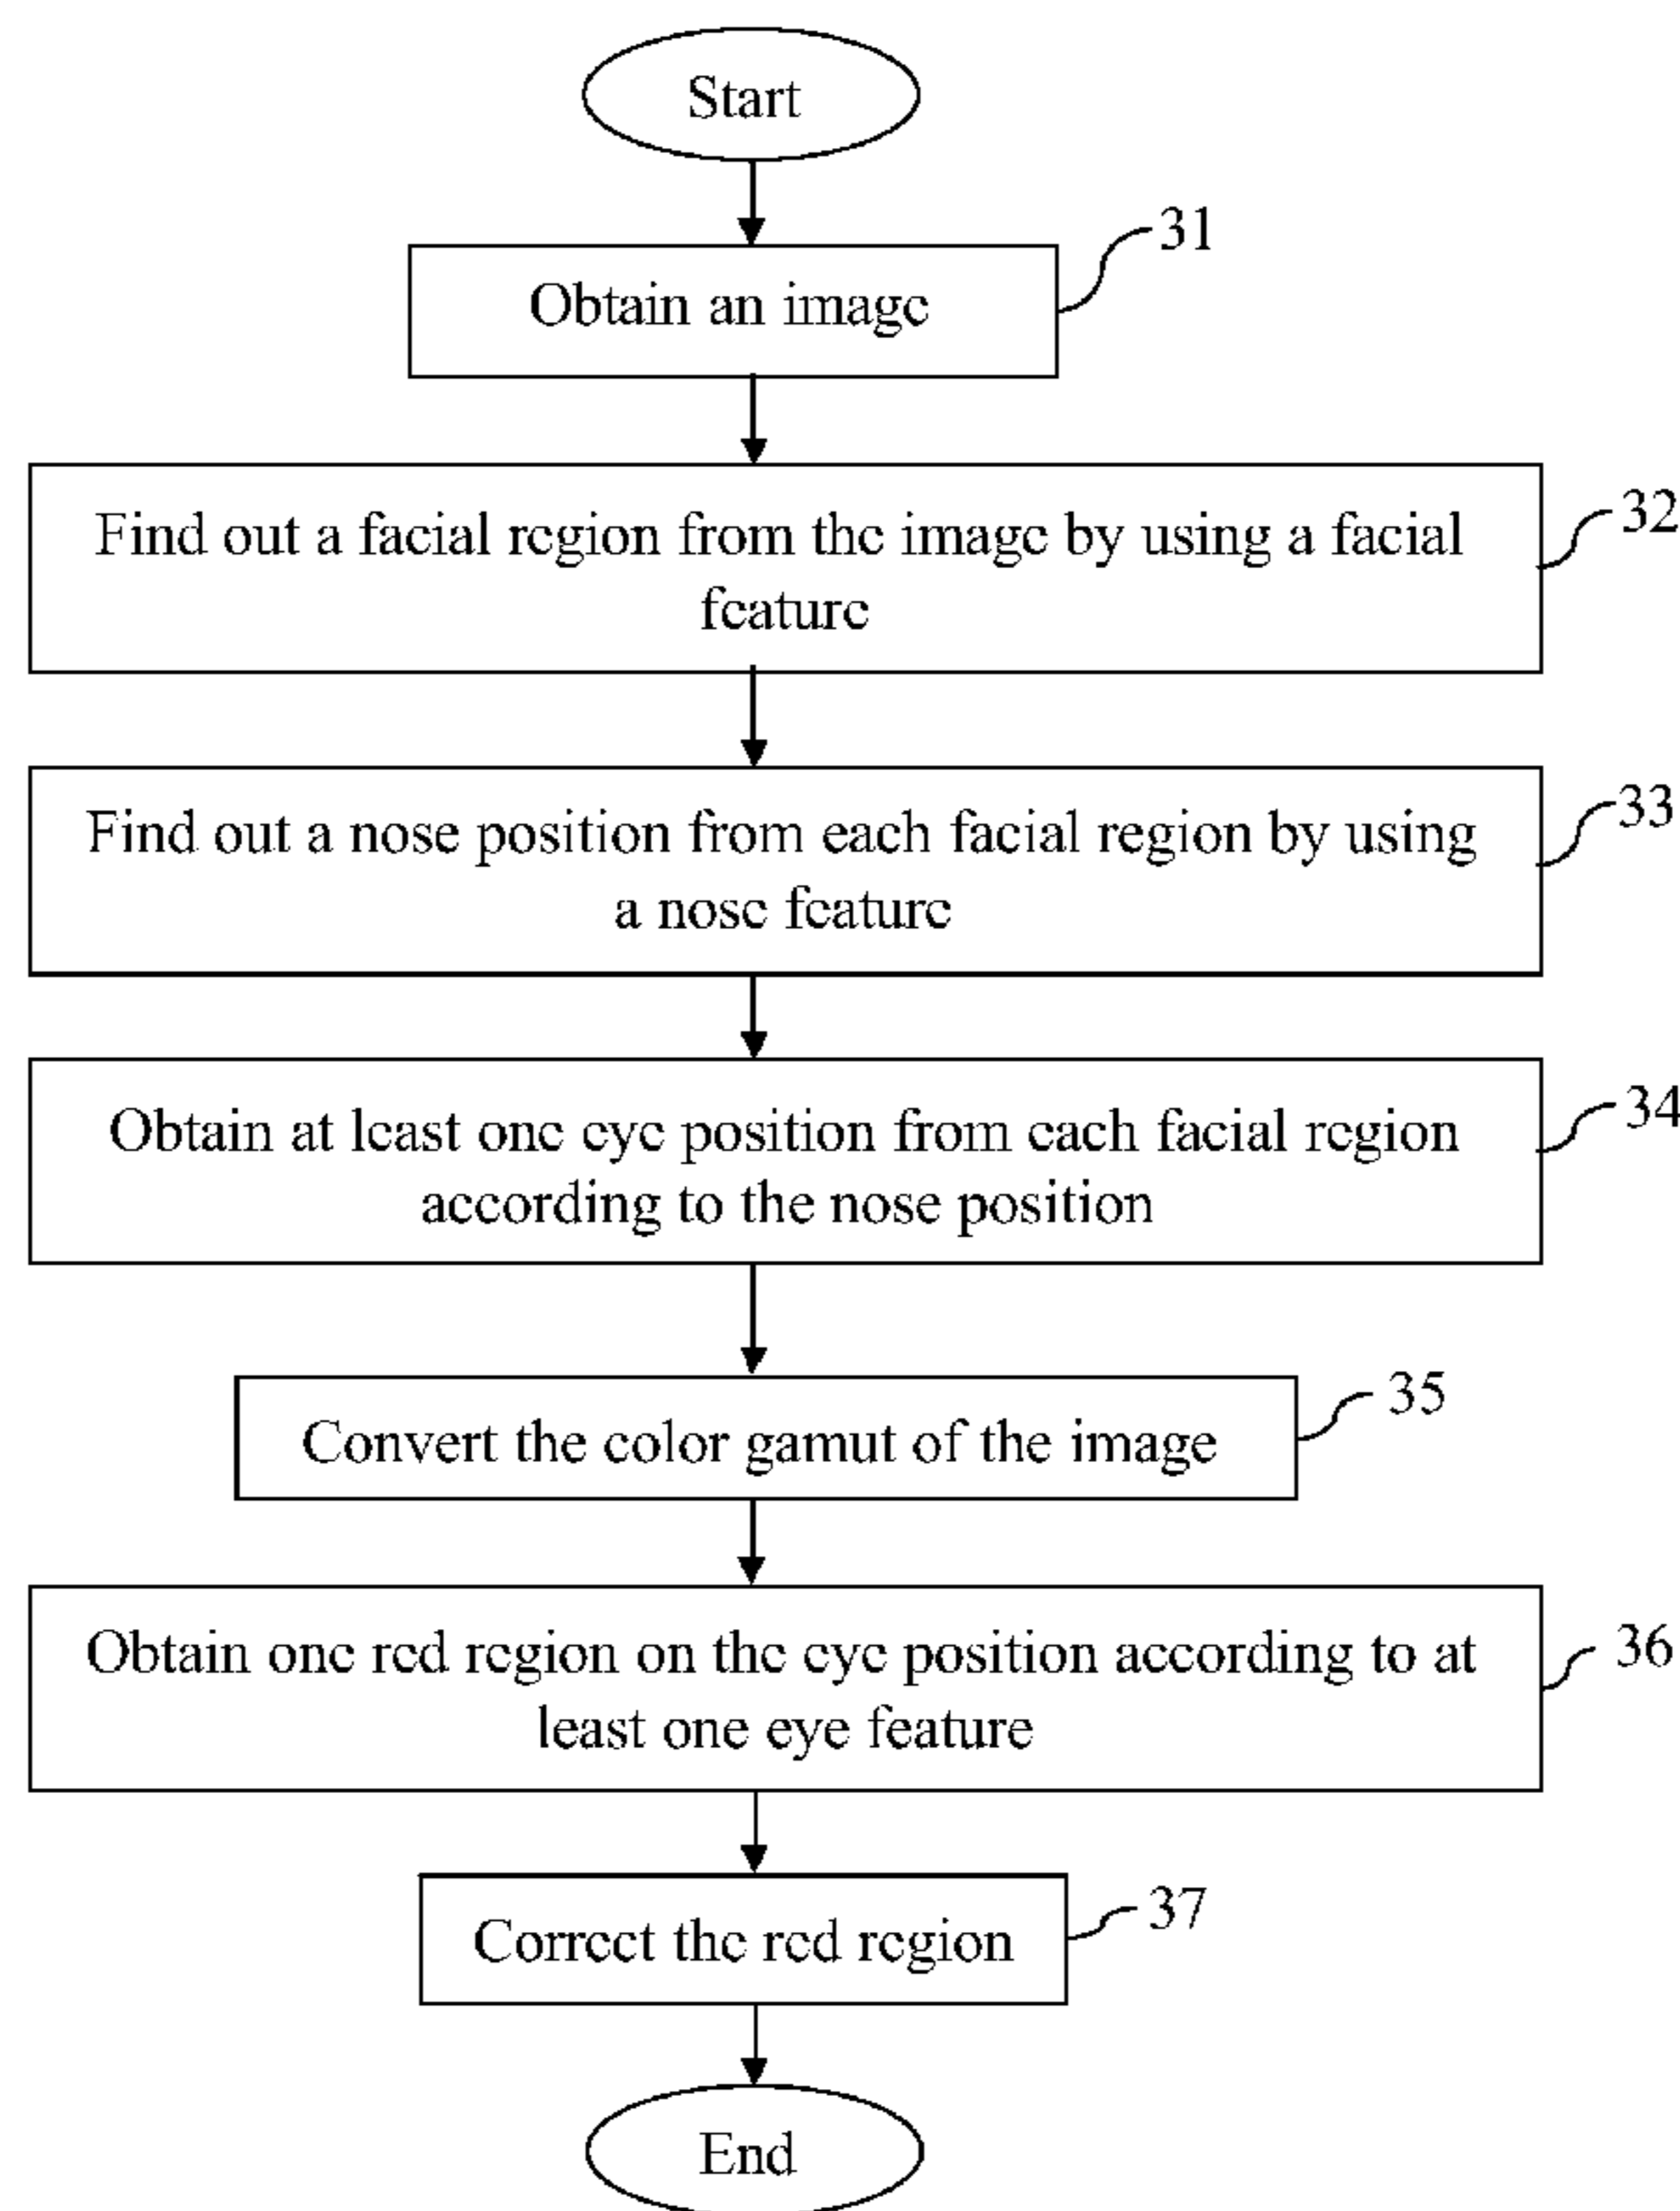 Start
31
Obtain an image
32
Find out a facial region from the image by using a facial
feature
33
Find out a nose position from each facial region by using
a nose feature
34
Obtain at least one eye position from each facial region
according to the nose position
35
Convert the color gamut of the image
36
Obtain one red region on the eye position according to at
least one eye feature
37
Correct the red region
End